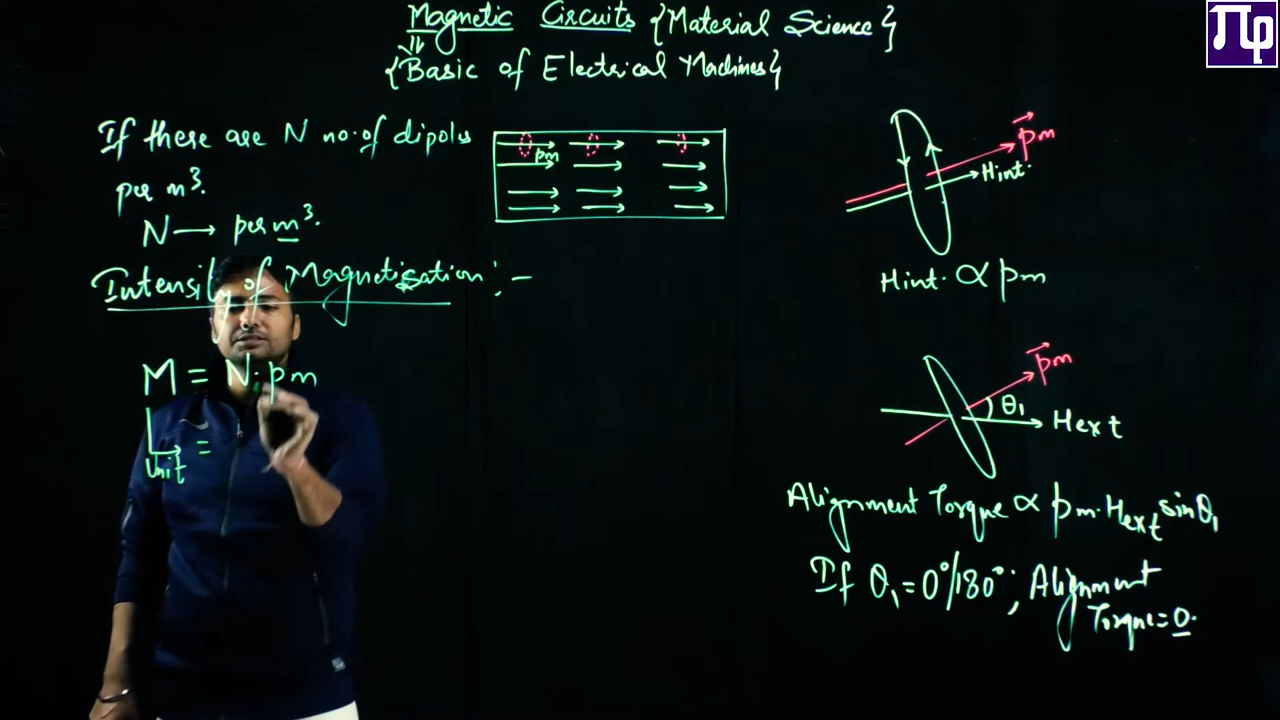 Magnetic Circuits {Material Science}
{Basic of Electrical Machines}
If there are N no. of dipoles
per m³.
N → per m³.
Intensity of Magnetisation :-
M = N. pm
Unit =
pm
pm
Hint.
Hint. ∝ pm
pm
θ₁
Hext
Alignment Torque ∝ pm. Hext sinθ₁
If θ₁ = 0°/180° ; Alignment
Torque = 0.
Πφ